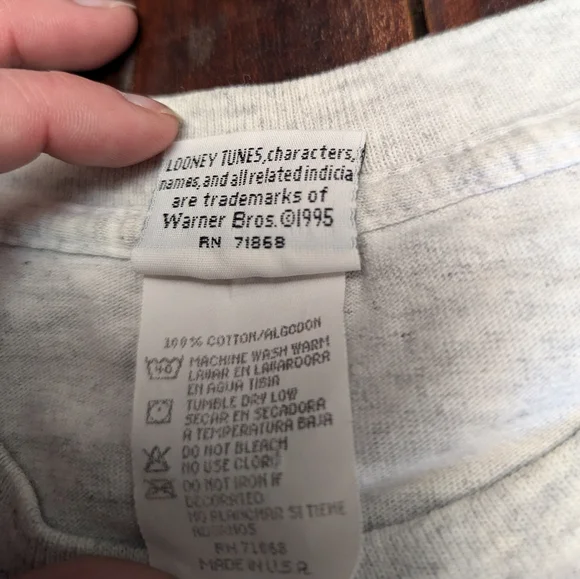 LOONEY TUNES, characters,
names, and all related indicia
are trademarks of
Warner Bros. ©1995
RN 71868
100% COTTON/ALGODON
40
MACHINE WASH WARM
LAVAR EN LAVARDORA
EN AGUA TIBIA
TUMBLE DRY LOW
SECAR EN SECADORA
A TEMPERATURA BAJA
DO NOT BLEACH
NO USE CLORO
DO NOT IRON IF
DECORATED
NO PLANCHAR SI TIENE
ADORNOS
RN 71868
MADE IN U.S.A.